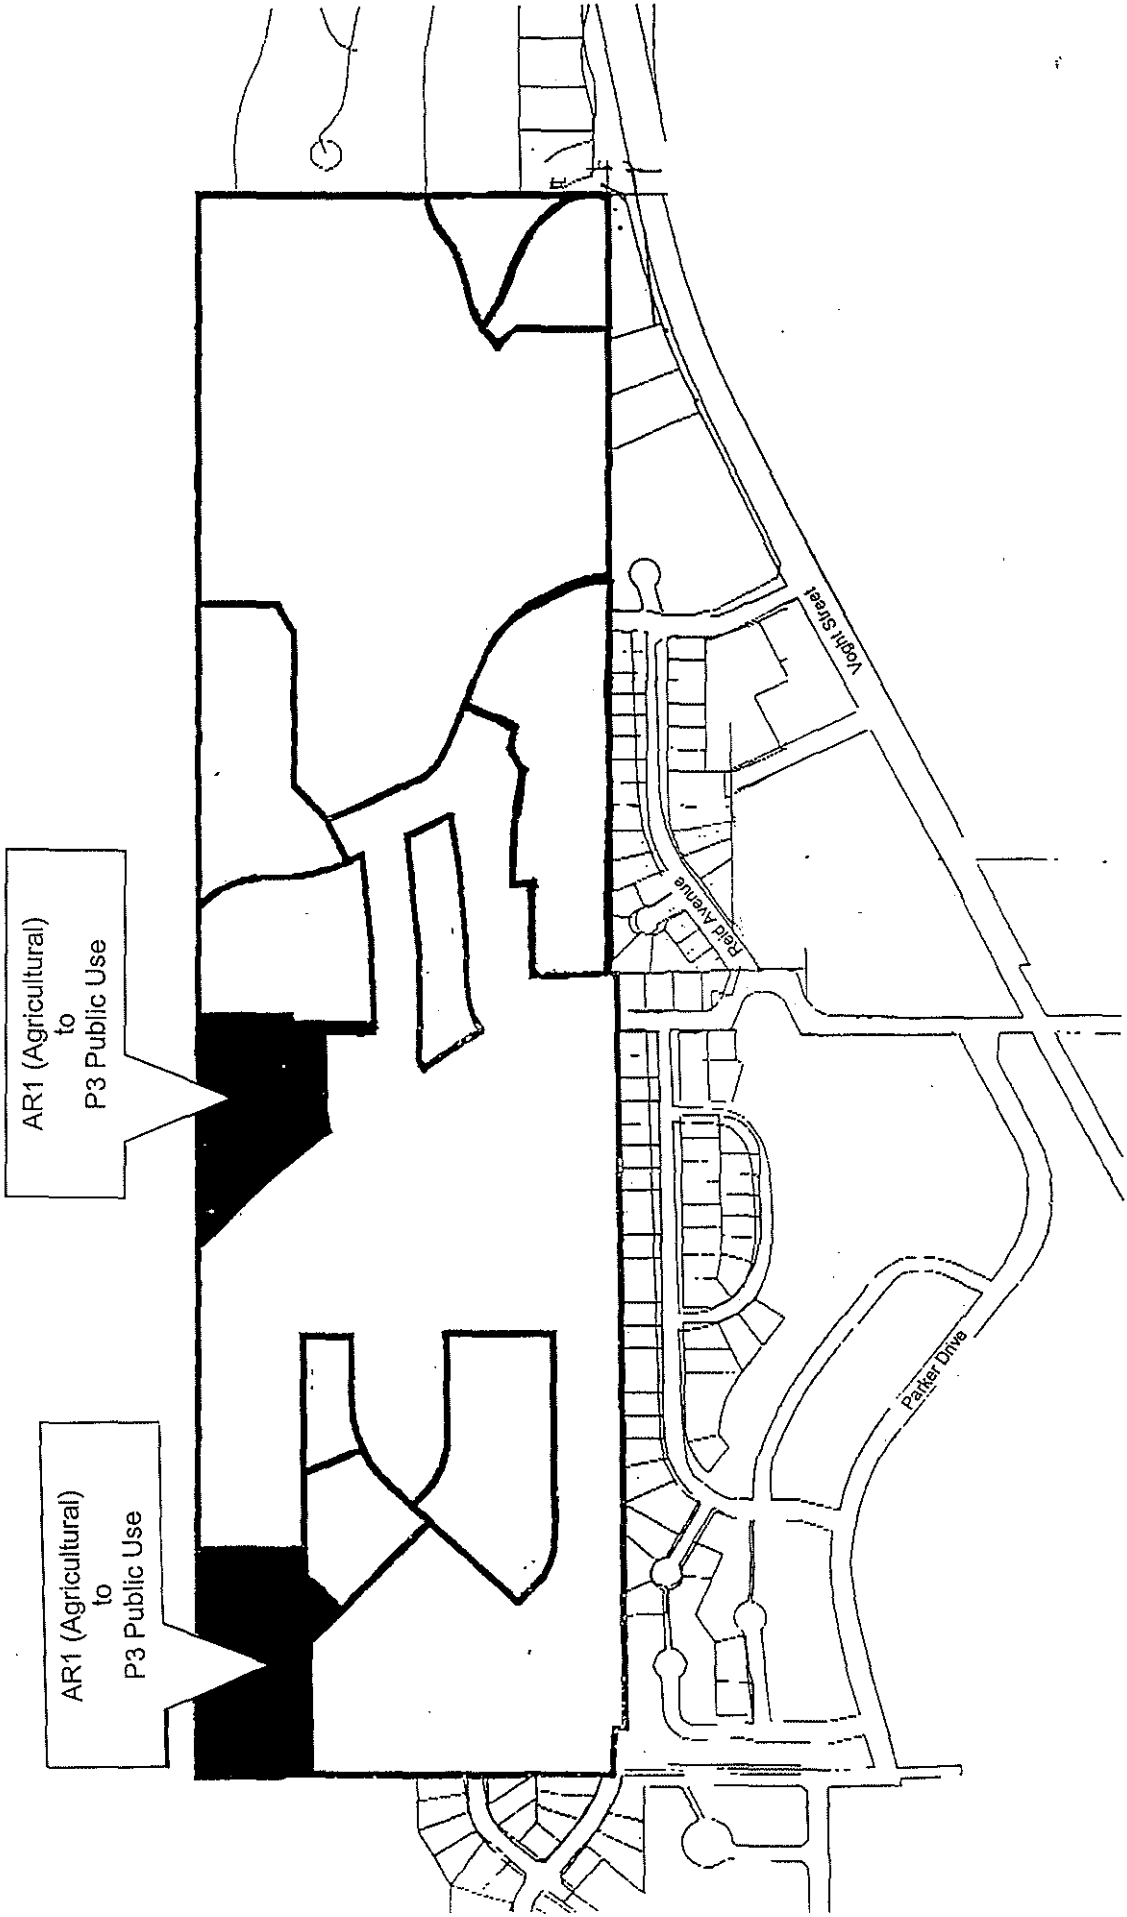 AR1 (Agricultural)
to
P3 Public Use
AR1 (Agricultural)
to
P3 Public Use
Voght Street
Reid Avenue
Parker Drive